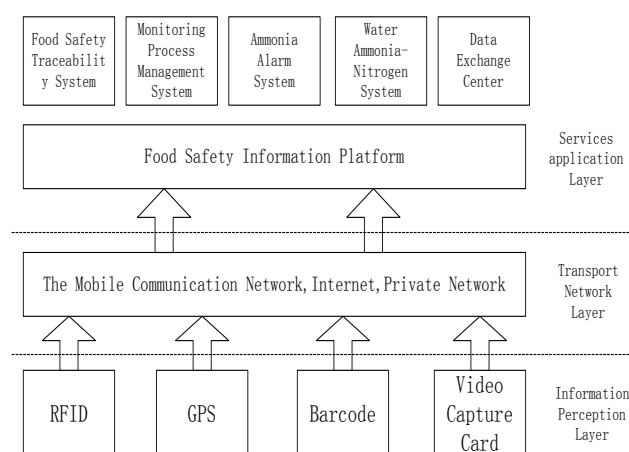 Food Safety
Traceabilit
y System
Monitoring
Process
Management
System
Ammonia
Alarm
System
Water
Ammonia-
Nitrogen
System
Data
Exchange
Center
Food Safety Information Platform
Services
application
Layer
The Mobile Communication Network,Internet,Private Network
Transport
Network
Layer
RFID
GPS
Barcode
Video
Capture
Card
Information
Perception
Layer